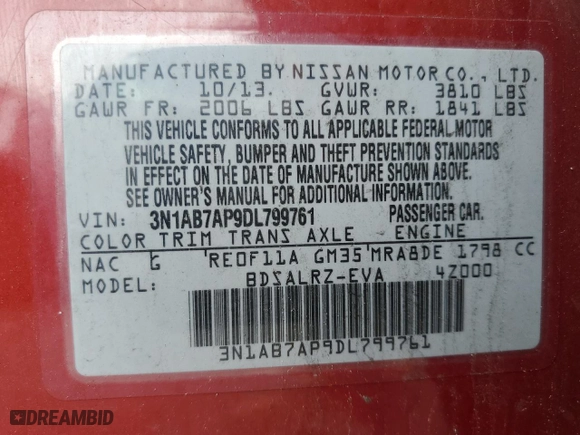 MANUFACTURED BY NISSAN MOTOR CO., LTD.
DATE: 10/13. GVWR: 3810 LBS
GAWR FR: 2006 LBS GAWR RR: 1841 LBS
THIS VEHICLE CONFORMS TO ALL APPLICABLE FEDERAL MOTOR
VEHICLE SAFETY, BUMPER AND THEFT PREVENTION STANDARDS
IN EFFECT ON THE DATE OF MANUFACTURE SHOWN ABOVE.
SEE OWNER'S MANUAL FOR ADDITIONAL INFORMATION.
VIN: 3N1AB7AP9DL799761 PASSENGER CAR.
COLOR TRIM TRANS AXLE ENGINE
NAC G RE0F11A GM35 MRA8DE 1798 CC
MODEL: BDSALRZ-EVA 4Z000
3N1AB7AP9DL799761
DREAMBID